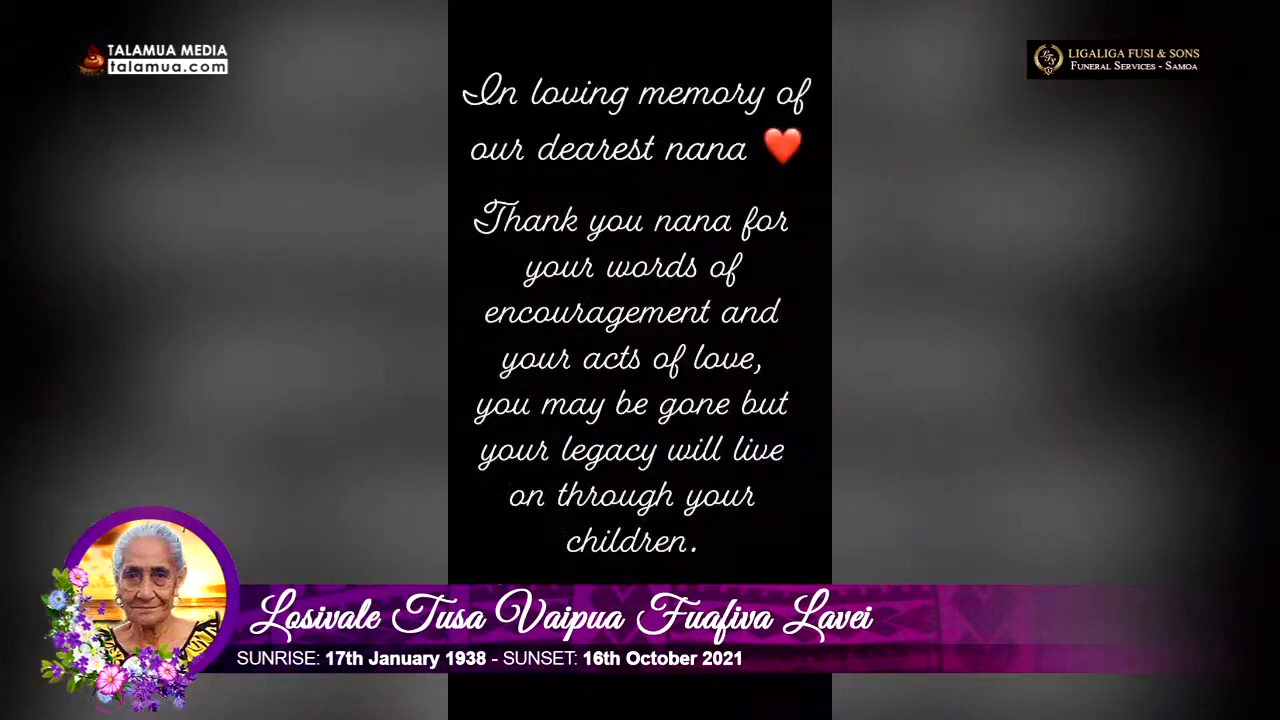 TALAMUA MEDIA
talamua.com
LIGALIGA FUSI & SONS
FUNERAL SERVICES - SAMOA
In loving memory of
our dearest nana ❤️
Thank you nana for
your words of
encouragement and
your acts of love,
you may be gone but
your legacy will live
on through your
children.
Losivale Tusa Vaipua Fuafiva Lavei
SUNRISE: 17th January 1938 - SUNSET: 16th October 2021